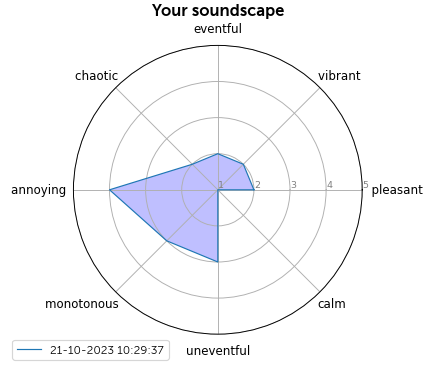 Your soundscape
eventful
chaotic
vibrant
annoying
1 2 3 4 5
pleasant
monotonous
calm
uneventful
21-10-2023 10:29:37